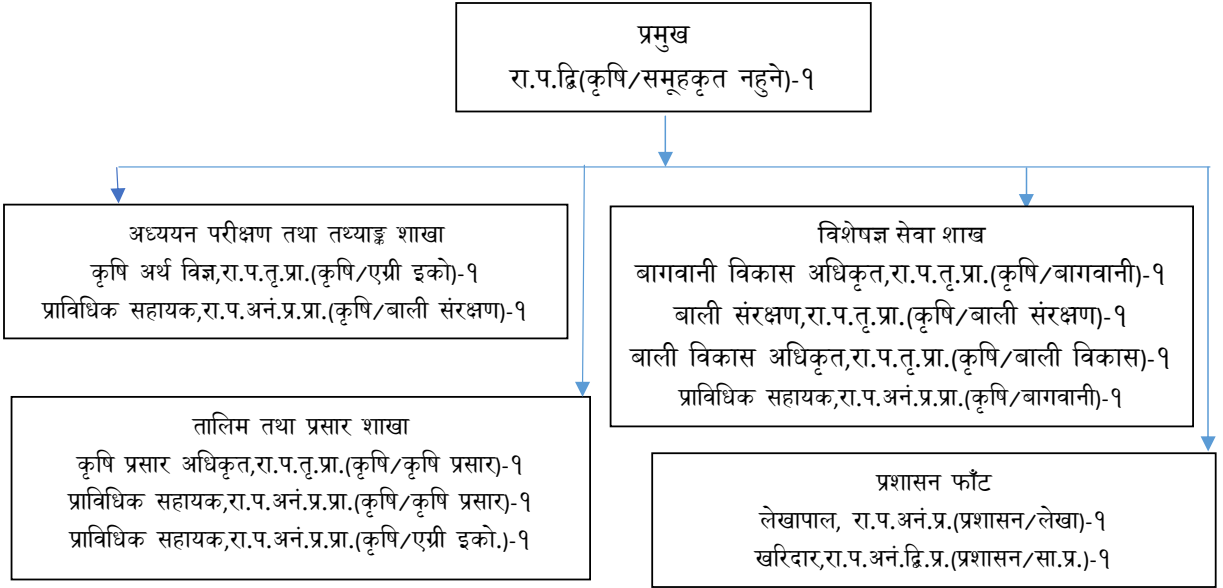 प्रमुख
रा.प.द्वि(कृषि/समूहकृत नहुने)-१
अध्ययन परीक्षण तथा तथ्याङ्क शाखा
कृषि अर्थ विज्ञ,रा.प.तृ.प्रा.(कृषि/एग्री इको)-१
प्राविधिक सहायक,रा.प.अनं.प्र.प्रा.(कृषि/बाली संरक्षण)-१
विशेषज्ञ सेवा शाख
बागवानी विकास अधिकृत,रा.प.तृ.प्रा.(कृषि/बागवानी)-१
बाली संरक्षण,रा.प.तृ.प्रा.(कृषि/बाली संरक्षण)-१
बाली विकास अधिकृत,रा.प.तृ.प्रा.(कृषि/बाली विकास)-१
प्राविधिक सहायक,रा.प.अनं.प्र.प्रा.(कृषि/बागवानी)-१
तालिम तथा प्रसार शाखा
कृषि प्रसार अधिकृत,रा.प.तृ.प्रा.(कृषि/कृषि प्रसार)-१
प्राविधिक सहायक,रा.प.अनं.प्र.प्रा.(कृषि/कृषि प्रसार)-१
प्राविधिक सहायक,रा.प.अनं.प्र.प्रा.(कृषि/एग्री इको.)-१
प्रशासन फाँट
लेखापाल, रा.प.अनं.प्र.(प्रशासन/लेखा)-१
खरिदार,रा.प.अनं.द्वि.प्र.(प्रशासन/सा.प्र.)-१